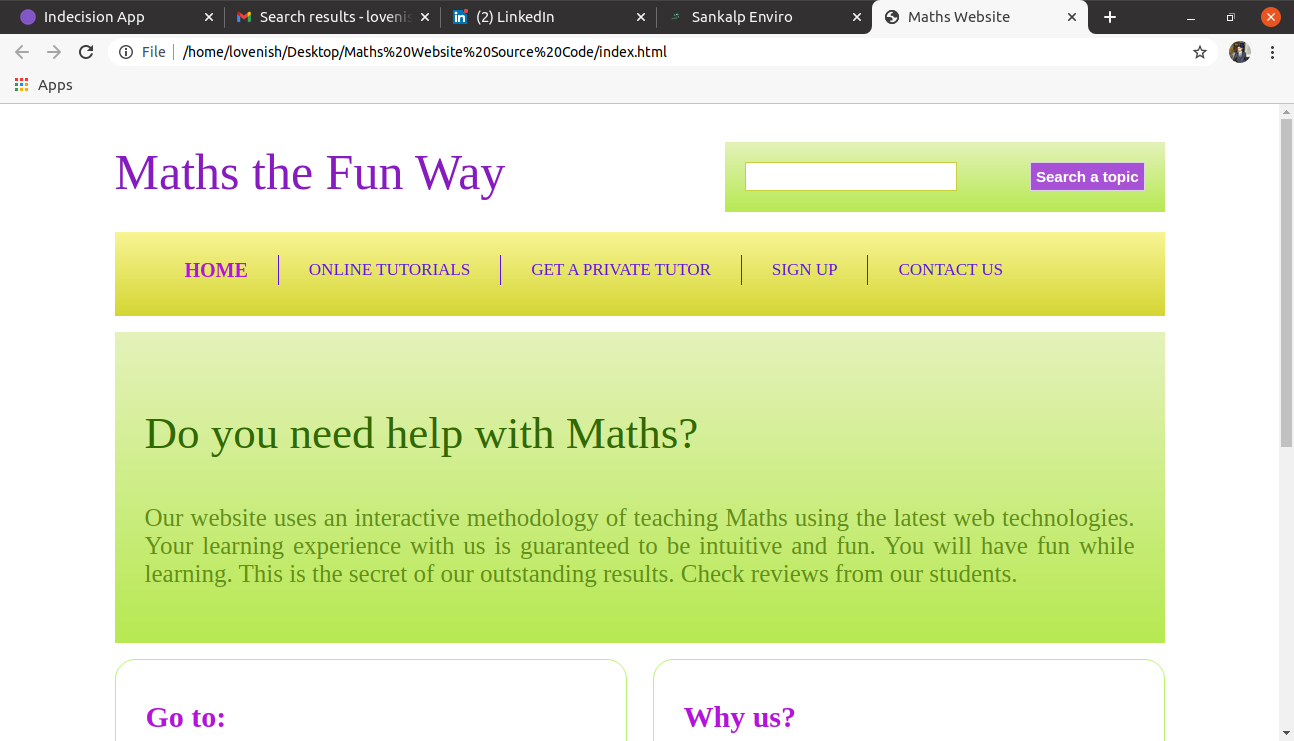 Indecision App
Search results - lovenis
(2) LinkedIn
Sankalp Enviro
Maths Website
File
/home/lovenish/Desktop/Maths%20Website%20Source%20Code/index.html
Apps
Maths the Fun Way
Search a topic
HOME
ONLINE TUTORIALS
GET A PRIVATE TUTOR
SIGN UP
CONTACT US
Do you need help with Maths?
Our website uses an interactive methodology of teaching Maths using the latest web technologies.
Your learning experience with us is guaranteed to be intuitive and fun. You will have fun while
learning. This is the secret of our outstanding results. Check reviews from our students.
Go to:
Why us?